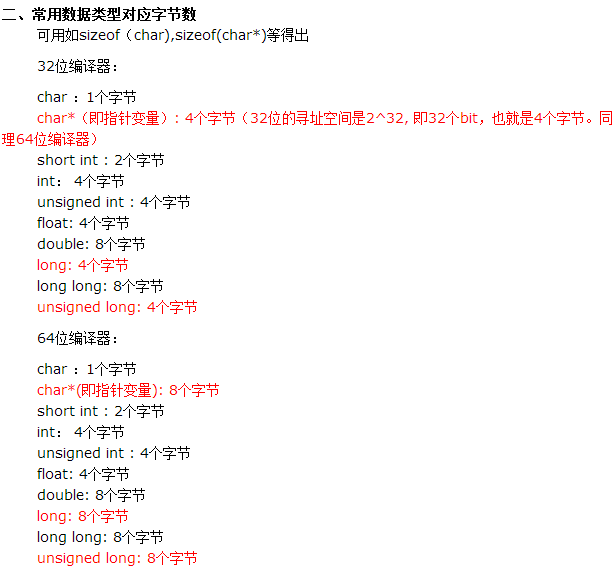 二、常用数据类型对应字节数
可用如sizeof（char),sizeof(char*)等得出
32位编译器：
char ：1个字节
char*（即指针变量）: 4个字节（32位的寻址空间是2^32, 即32个bit，也就是4个字节。同
理64位编译器）
short int : 2个字节
int： 4个字节
unsigned int : 4个字节
float: 4个字节
double: 8个字节
long: 4个字节
long long: 8个字节
unsigned long: 4个字节
64位编译器：
char ：1个字节
char*(即指针变量): 8个字节
short int : 2个字节
int： 4个字节
unsigned int : 4个字节
float: 4个字节
double: 8个字节
long: 8个字节
long long: 8个字节
unsigned long: 8个字节